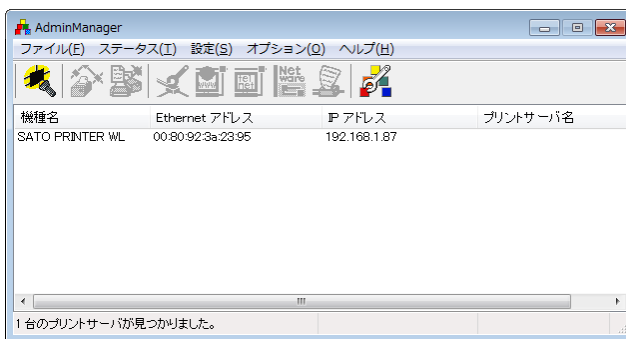 AdminManager
ファイル(F) ステータス(T) 設定(S) オプション(O) ヘルプ(H)
tel net Net ware
機種名 Ethernet アドレス IP アドレス プリントサーバ名
SATO PRINTER WL 00:80:92:3a:23:95 192.168.1.87
1 台のプリントサーバが見つかりました。